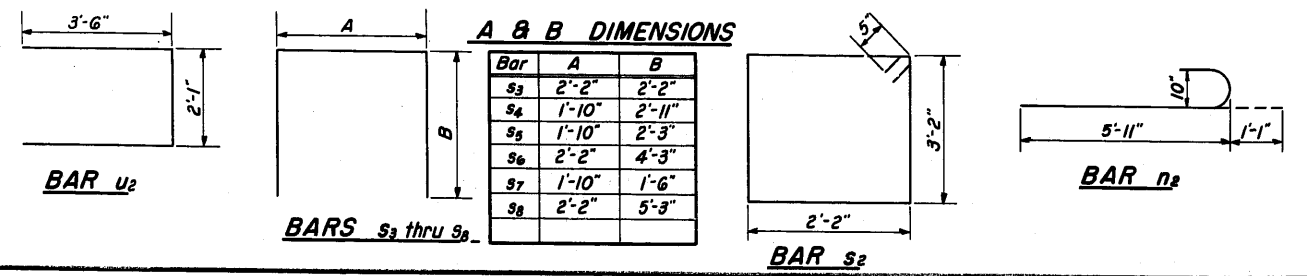 3'-6"
2'-1"
BAR u2
A
B
BARS s3 thru s8
A & B DIMENSIONS
Bar A B
s3 2'-2" 2'-2"
s4 1'-10" 2'-11"
s5 1'-10" 2'-3"
s6 2'-2" 4'-3"
s7 1'-10" 1'-6"
s8 2'-2" 5'-3"
5"
3'-2"
2'-2"
BAR s2
10"
5'-11" 1'-1"
BAR n2